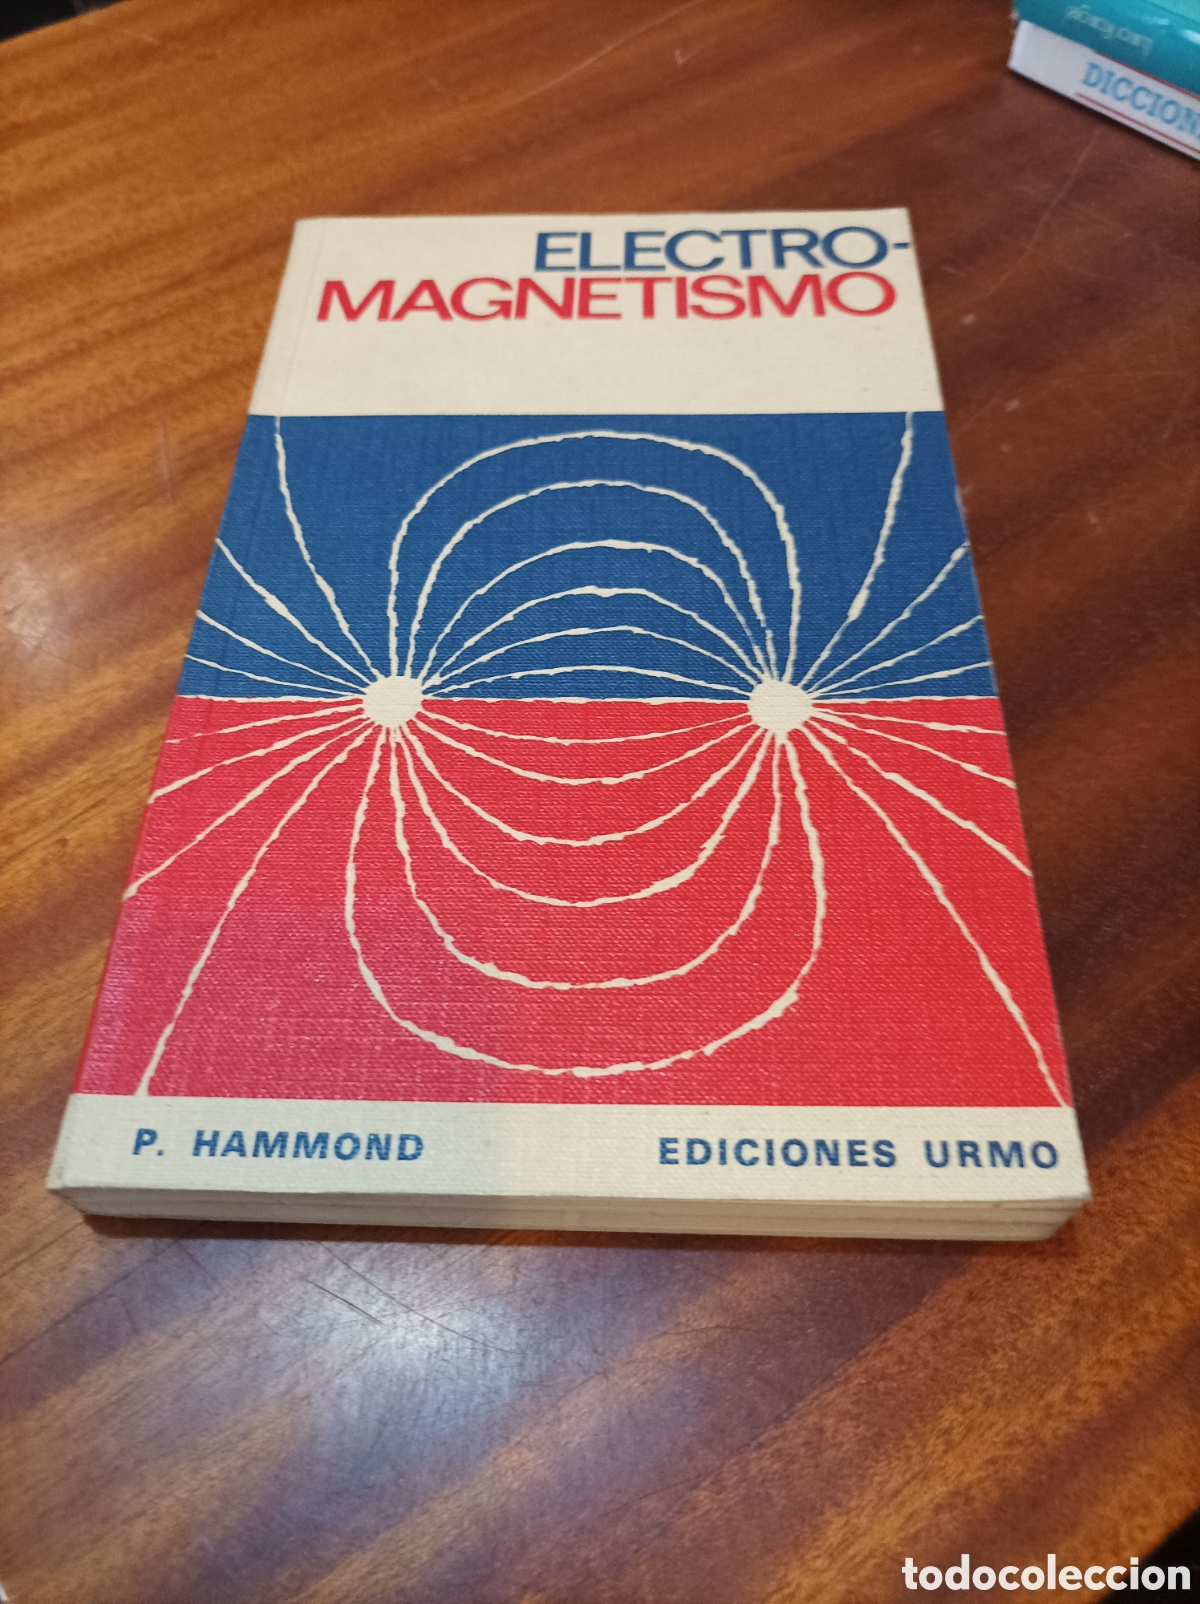 DICCION
ELECTRO-
MAGNETISMO
P. HAMMOND
EDICIONES URMO
todocoleccion